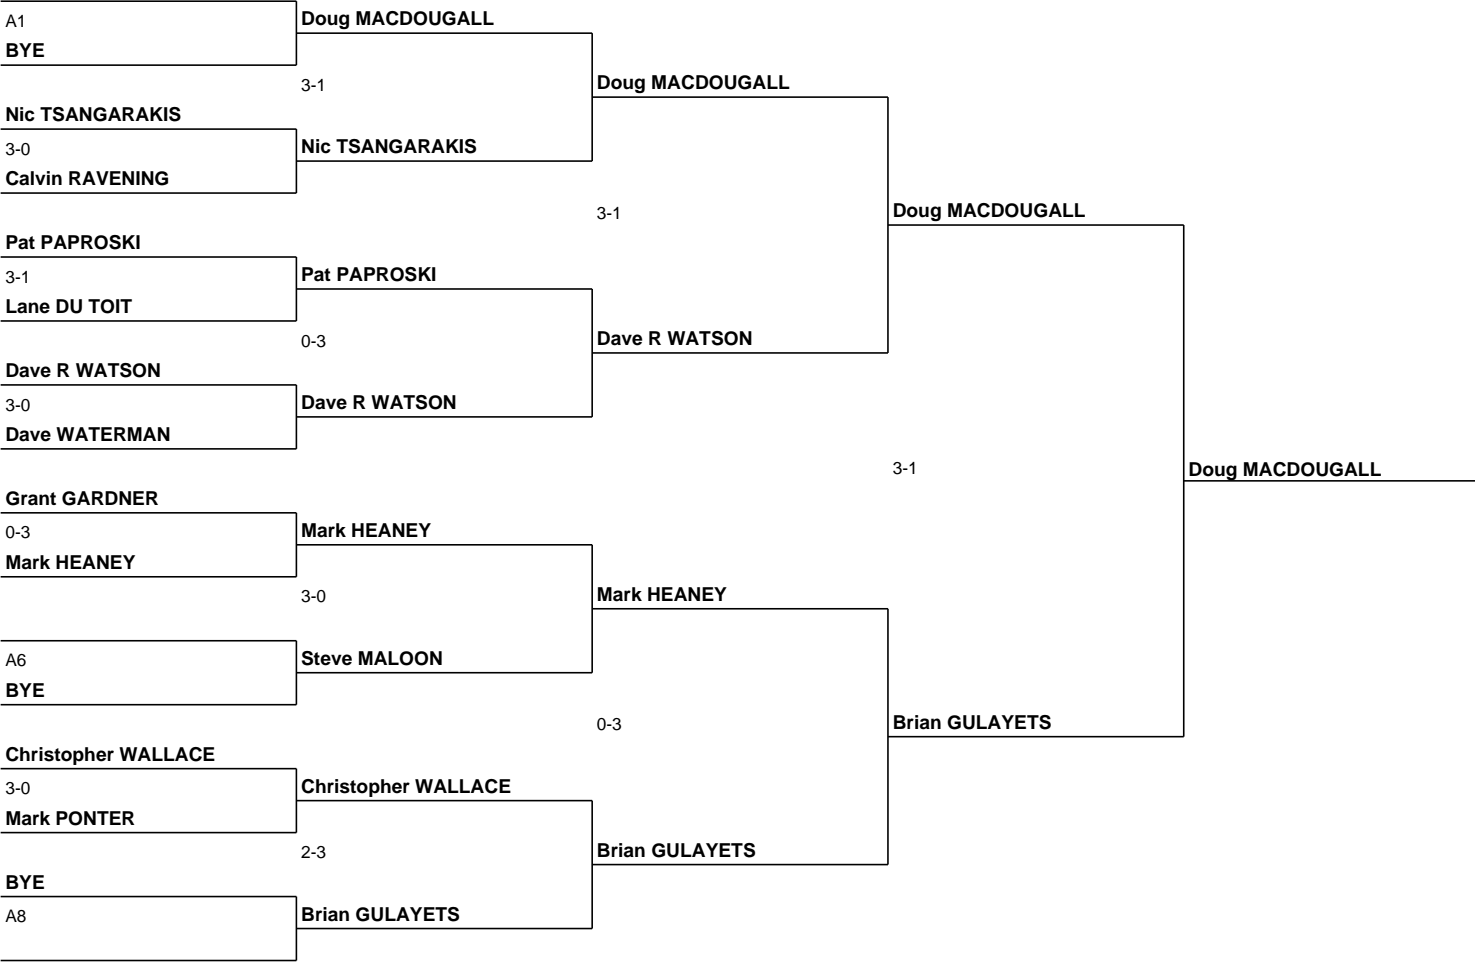 A1
BYE
Nic TSANGARAKIS
3-0
Calvin RAVENING
Pat PAPROSKI
3-1
Lane DU TOIT
Dave R WATSON
3-0
Dave WATERMAN
Grant GARDNER
0-3
Mark HEANEY
A6
BYE
Christopher WALLACE
3-0
Mark PONTER
BYE
A8
Doug MACDOUGALL
3-1
Nic TSANGARAKIS
Pat PAPROSKI
0-3
Dave R WATSON
Mark HEANEY
3-0
Steve MALOON
Christopher WALLACE
2-3
Brian GULAYETS
Doug MACDOUGALL
3-1
Dave R WATSON
Mark HEANEY
0-3
Brian GULAYETS
Doug MACDOUGALL
3-1
Brian GULAYETS
Doug MACDOUGALL